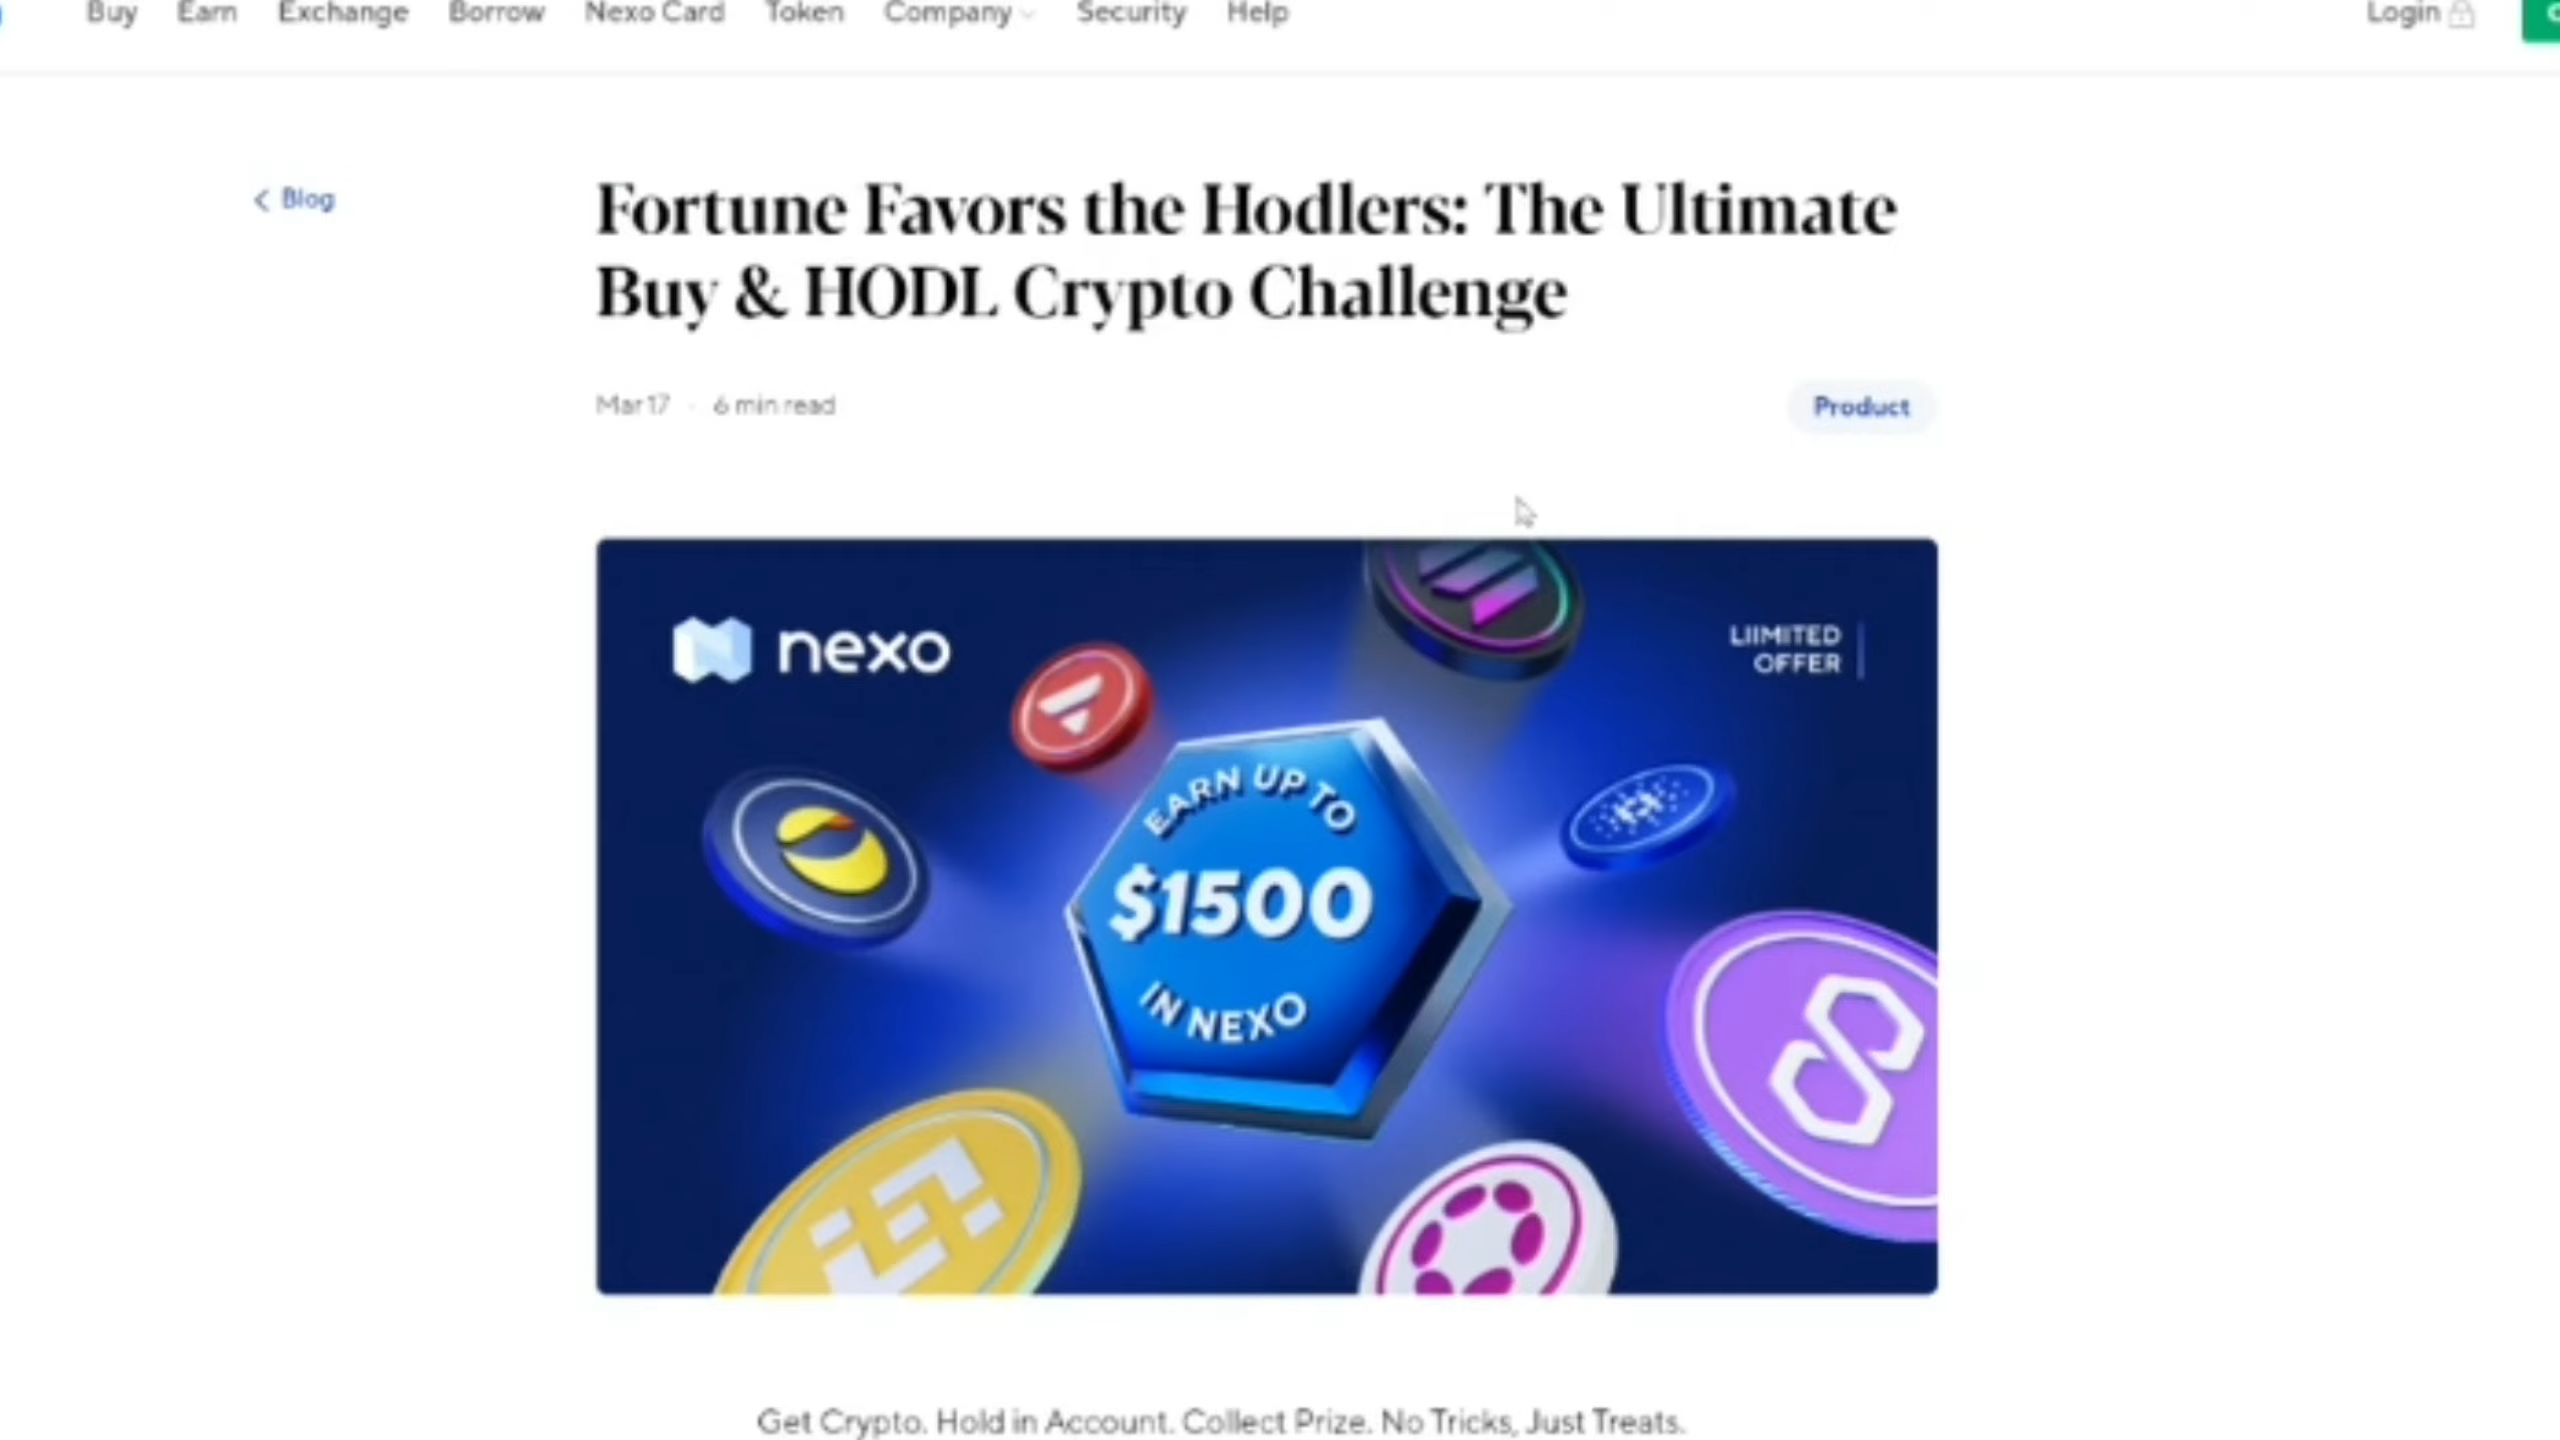 Buy Earn Exchange Borrow Nexo Card Token Company Security Help Login
Blog
Fortune Favors the Hodlers: The Ultimate
Buy & HODL Crypto Challenge
Mar 17 · 6 min read
Product
nexo
LIIMITED
OFFER
EARN UP TO
$1500
IN NEXO
Get Crypto. Hold in Account. Collect Prize. No Tricks, Just Treats.